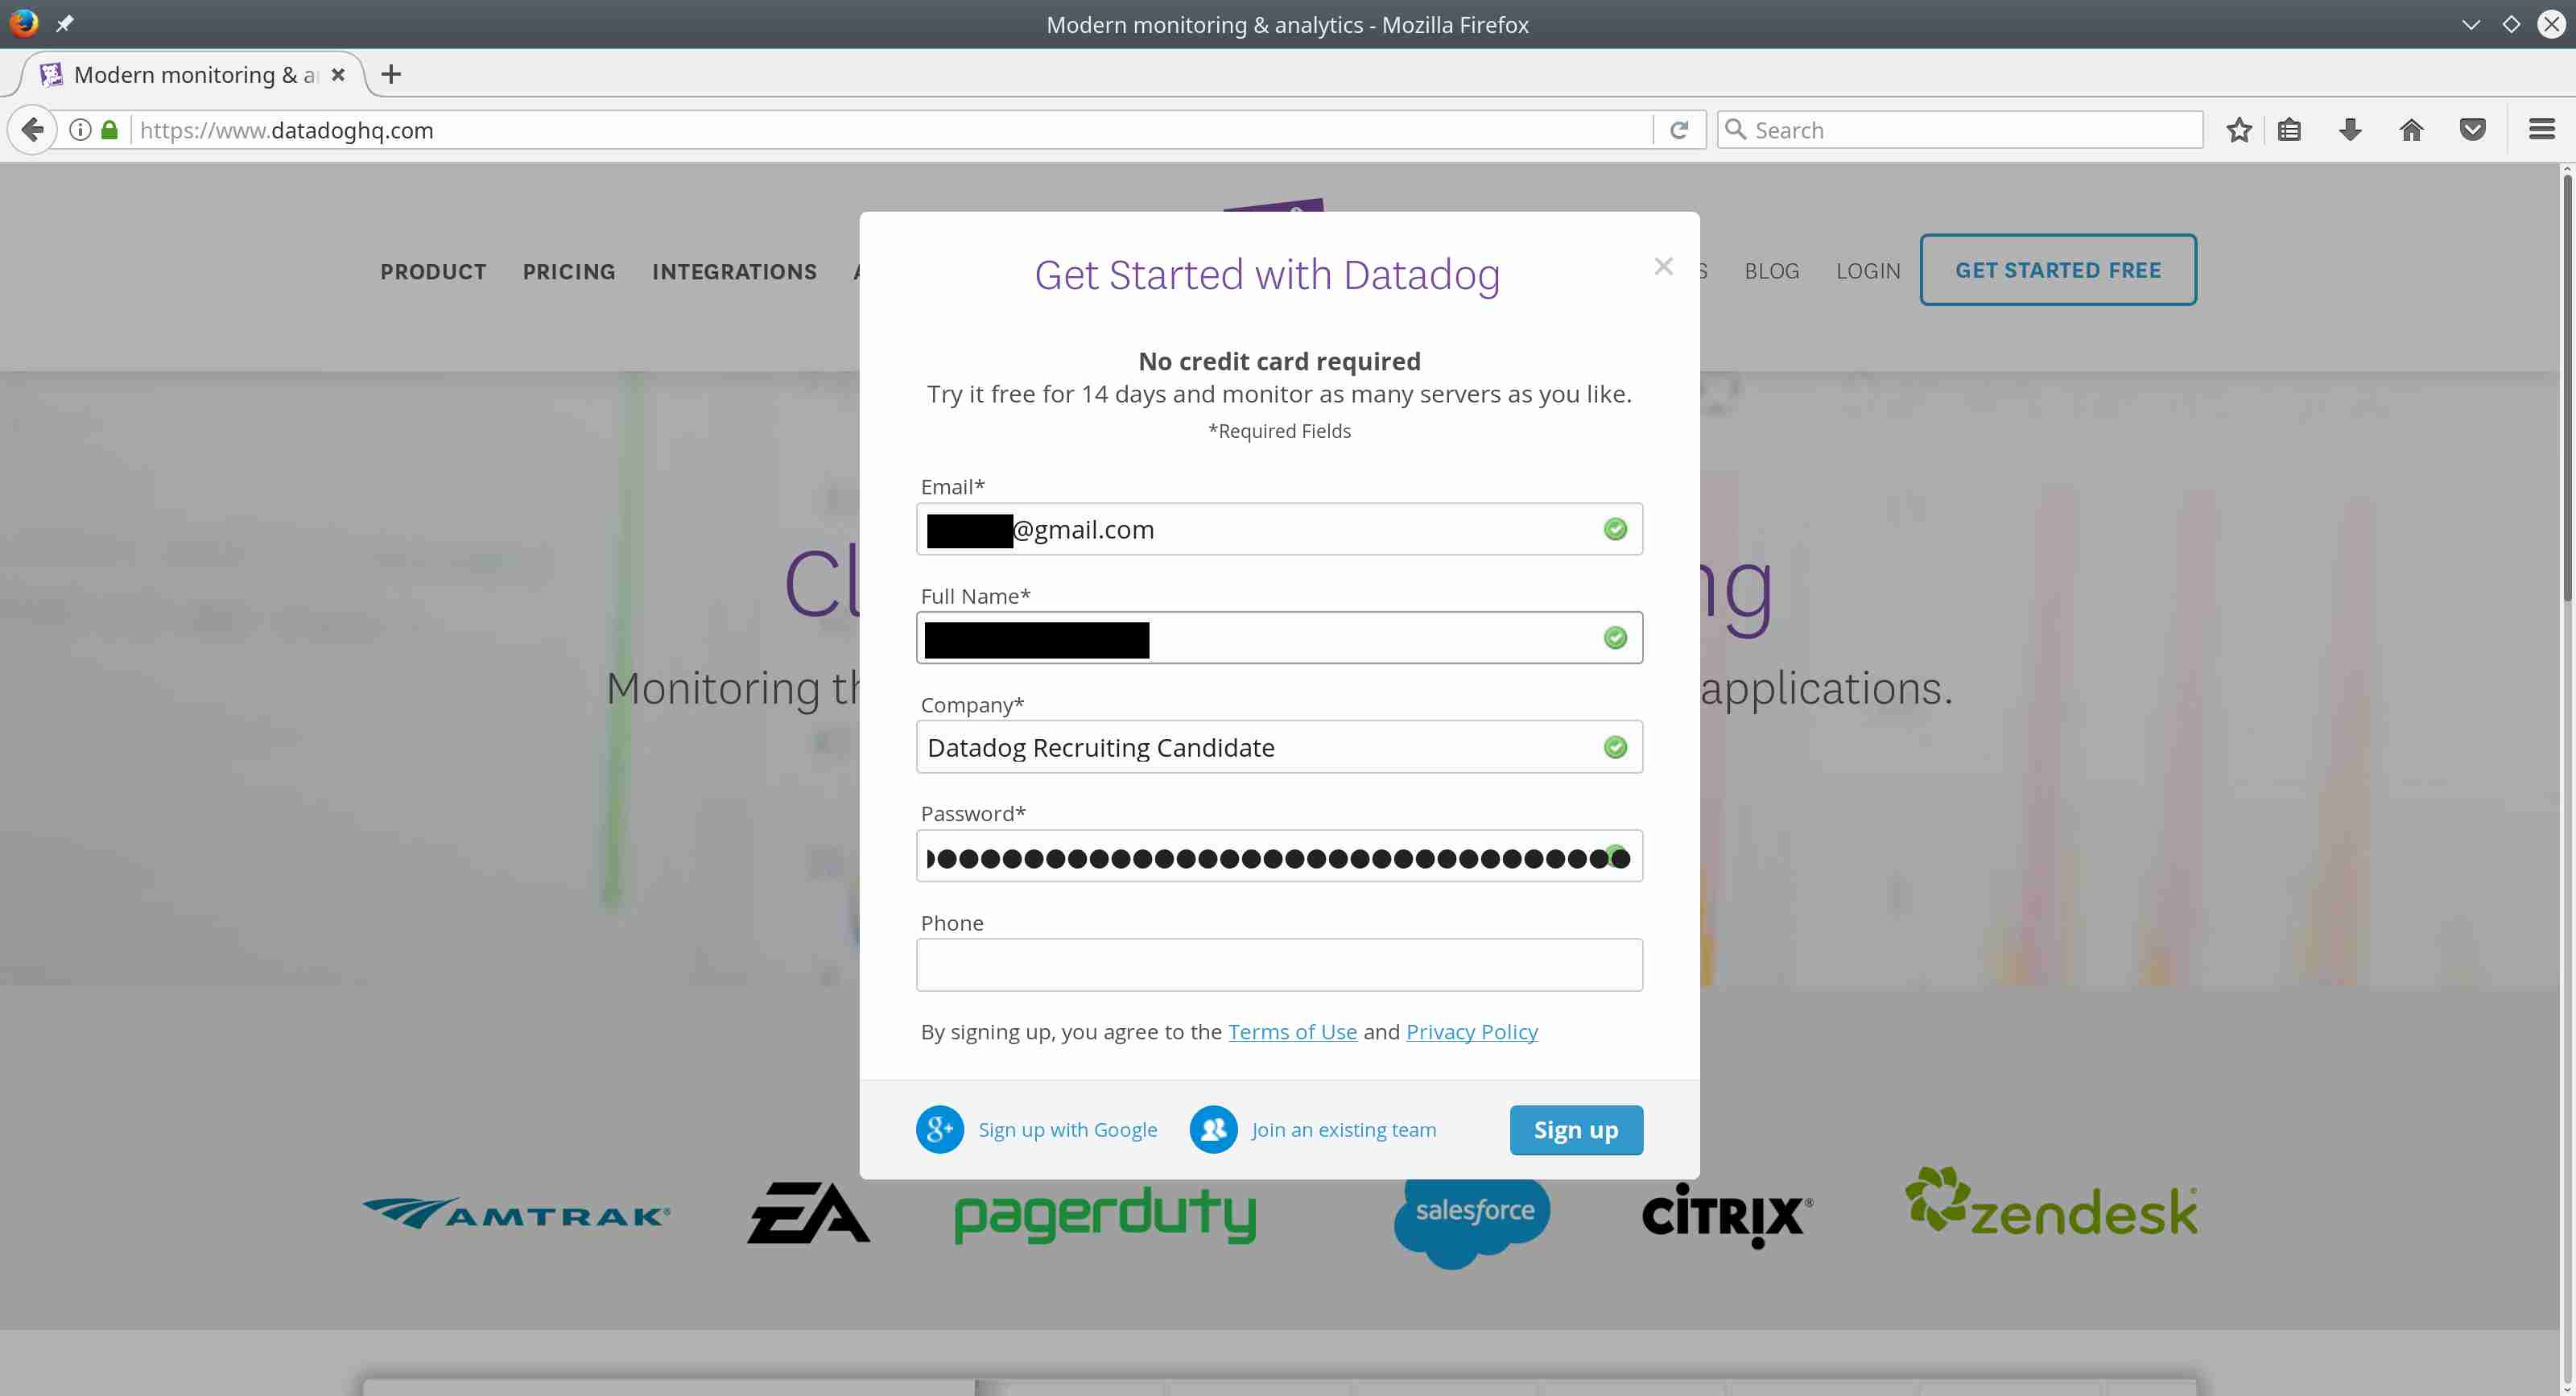 Modern monitoring & analytics - Mozilla Firefox
Modern monitoring & a
https://www.datadoghq.com
Search
PRODUCT PRICING INTEGRATIONS BLOG LOGIN GET STARTED FREE
Get Started with Datadog
No credit card required
Try it free for 14 days and monitor as many servers as you like.
*Required Fields
Email*
@gmail.com
Full Name*
Monitoring applications.
Company*
Datadog Recruiting Candidate
Password*
Phone
By signing up, you agree to the Terms of Use and Privacy Policy
g+ Sign up with Google Join an existing team Sign up
AMTRAK® EA pagerduty salesforce CITRIX® zendesk